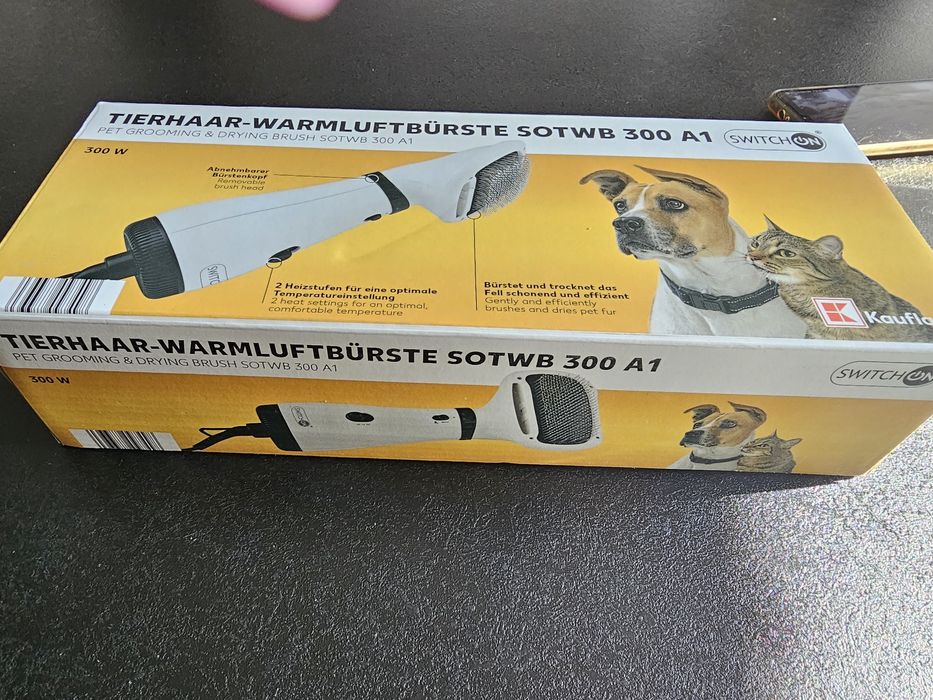 TIERHAAR-WARMLUFTBÜRSTE SOTWB 300 A1
PET GROOMING & DRYING BRUSH SOTWB 300 A1
SWITCH ON®
300 W
Abnehmbarer
Bürstenkopf
Removable
brush head
SWITCH ON
2 Heizstufen für eine optimale
Temperatureinstellung
2 heat settings for an optimal,
comfortable temperature
Bürstet und trocknet das
Fell schonend und effizient
Gently and efficiently
brushes and dries pet fur
Kaufla
TIERHAAR-WARMLUFTBÜRSTE SOTWB 300 A1
PET GROOMING & DRYING BRUSH SOTWB 300 A1
SWITCH ON
300 W